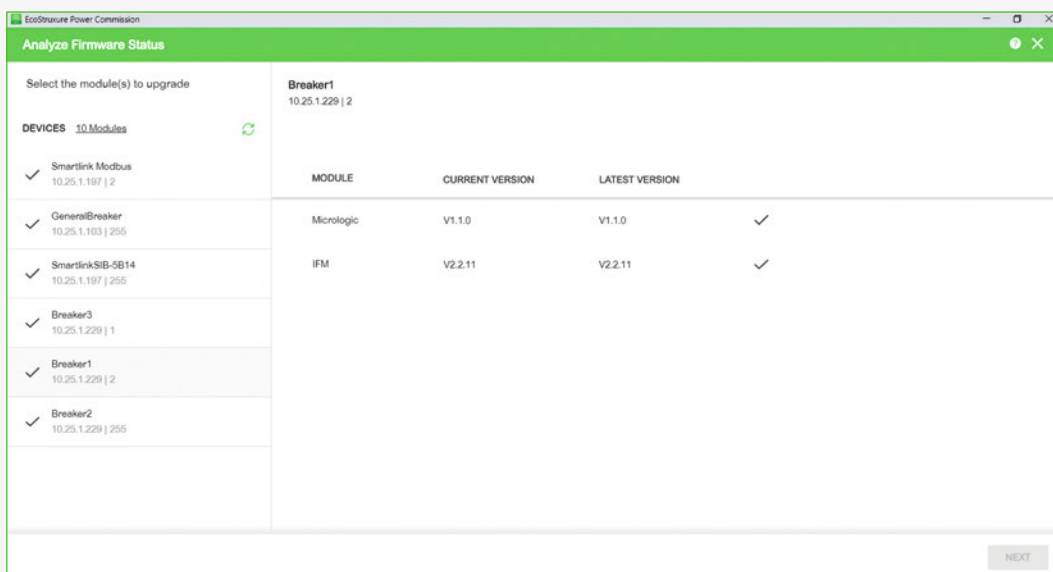 EcoStruxure Power Commission
Analyze Firmware Status
Select the module(s) to upgrade
DEVICES 10 Modules
Smartlink Modbus
10.25.1.197 | 2
GeneralBreaker
10.25.1.103 | 255
SmartlinkSIB-5B14
10.25.1.197 | 255
Breaker3
10.25.1.229 | 1
Breaker1
10.25.1.229 | 2
Breaker2
10.25.1.229 | 255
Breaker1
10.25.1.229 | 2
MODULE CURRENT VERSION LATEST VERSION
Micrologic V1.1.0 V1.1.0
IFM V2.2.11 V2.2.11
NEXT